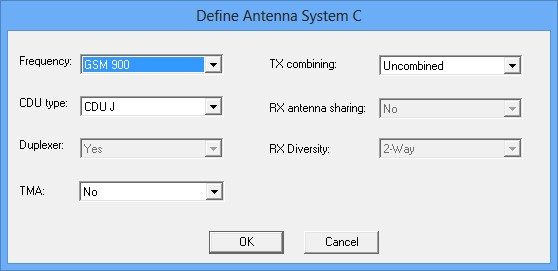 Define Antenna System C
Frequency: GSM 900
TX combining: Uncombined
CDU type: CDU J
RX antenna sharing: No
Duplexer: Yes
RX Diversity: 2-Way
TMA: No
OK Cancel